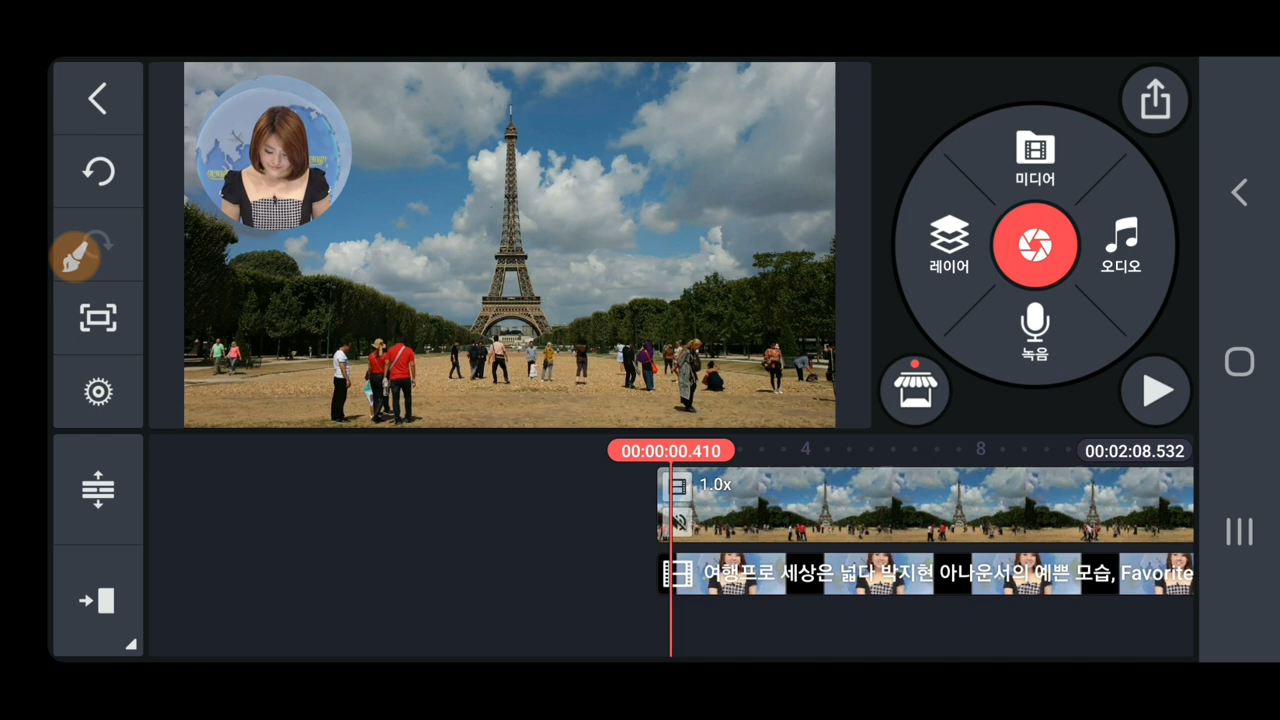 미디어
레이어
오디오
녹음
00:00:00.410
4
8
00:02:08.532
1.0x
여행프로 세상은 넓다 박지현 아나운서의 예쁜 모습, Favorite